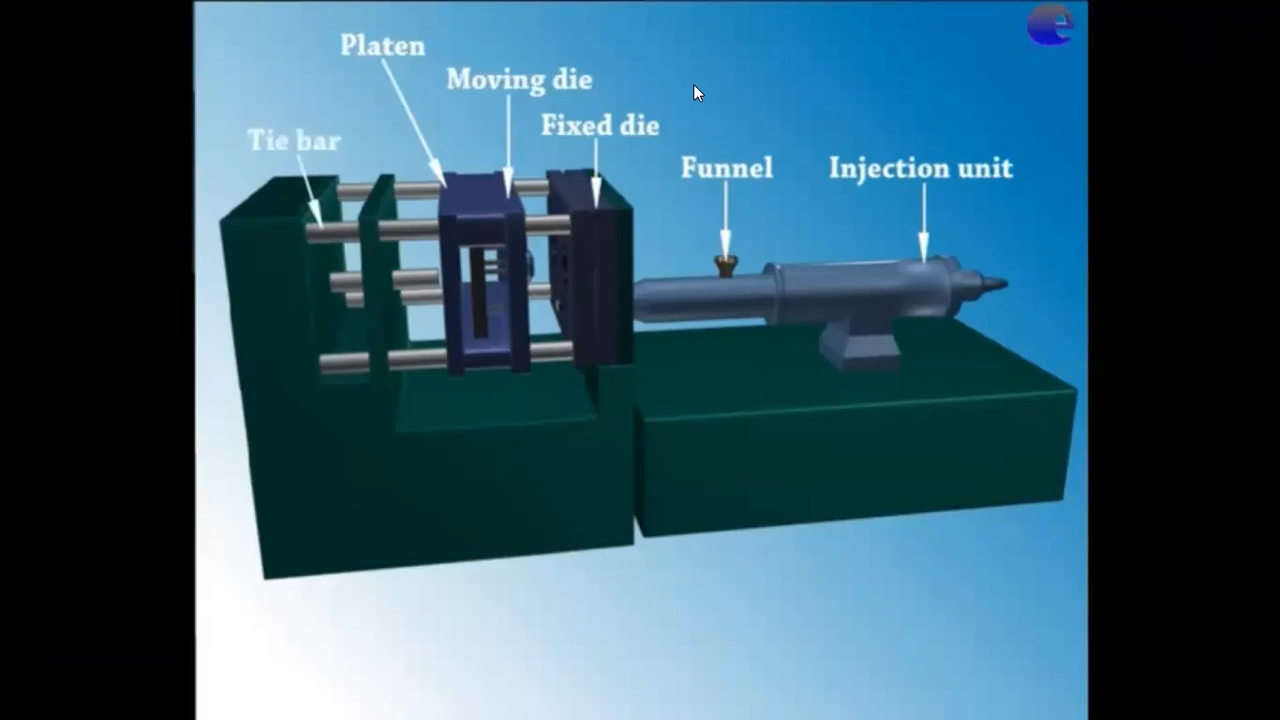 Platen
Moving die
Fixed die
Tie bar
Funnel
Injection unit
e